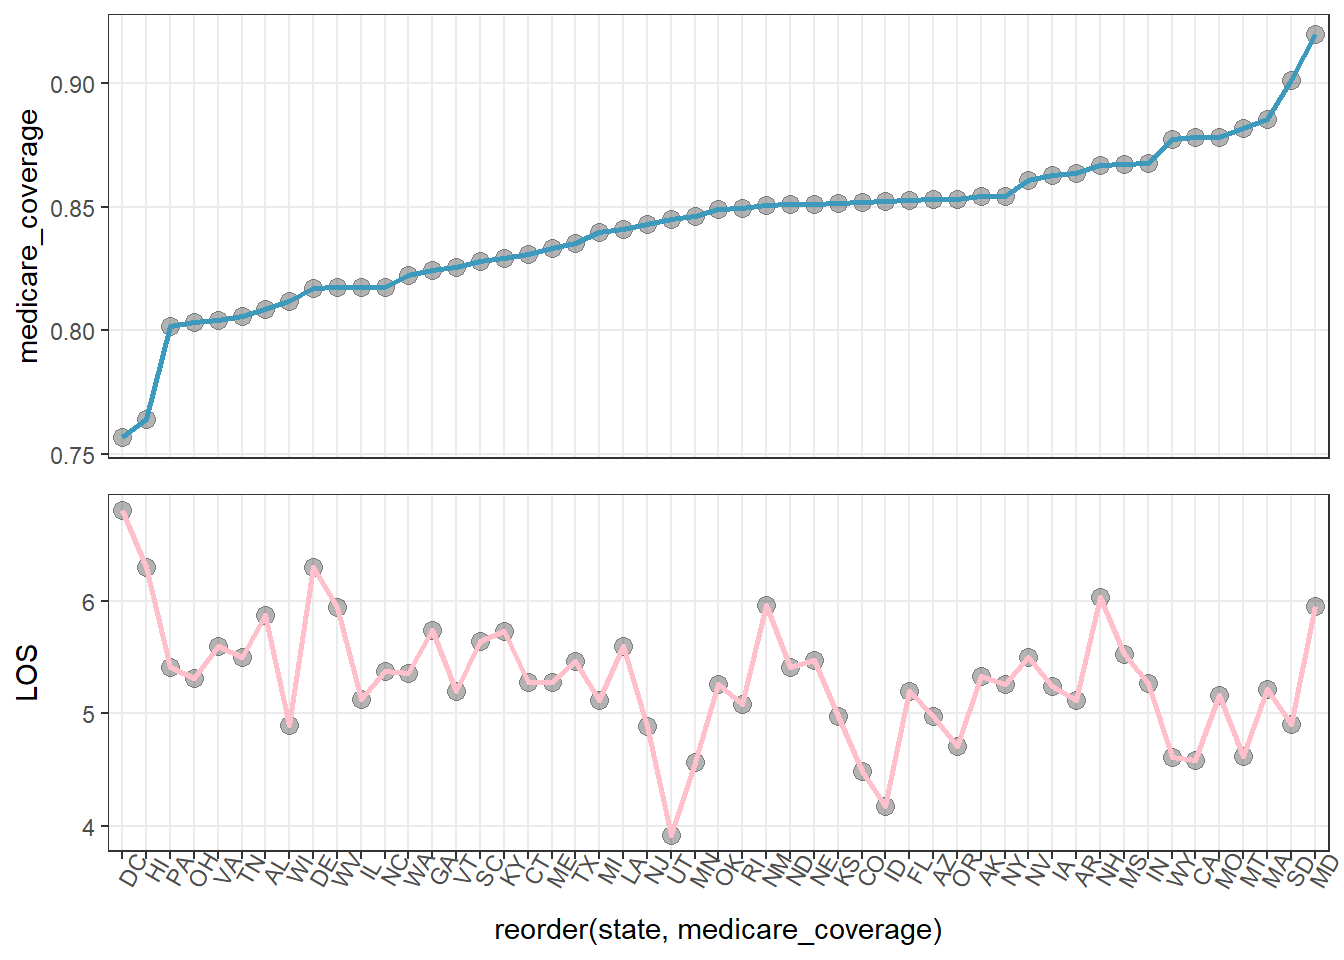 medicare_coverage
0.90
0.85
0.80
0.75
LOS
6
5
4
DC HI PA OH VA TN AL WI DE WV IL NC WA GA VT SC KY CT ME TX MI LA NJ UT MN OK RI NM ND NE KS CO ID FL AZ OR AK NY NV IA AR NH MS IN WY CA MO MT MA SD MD
reorder(state, medicare_coverage)